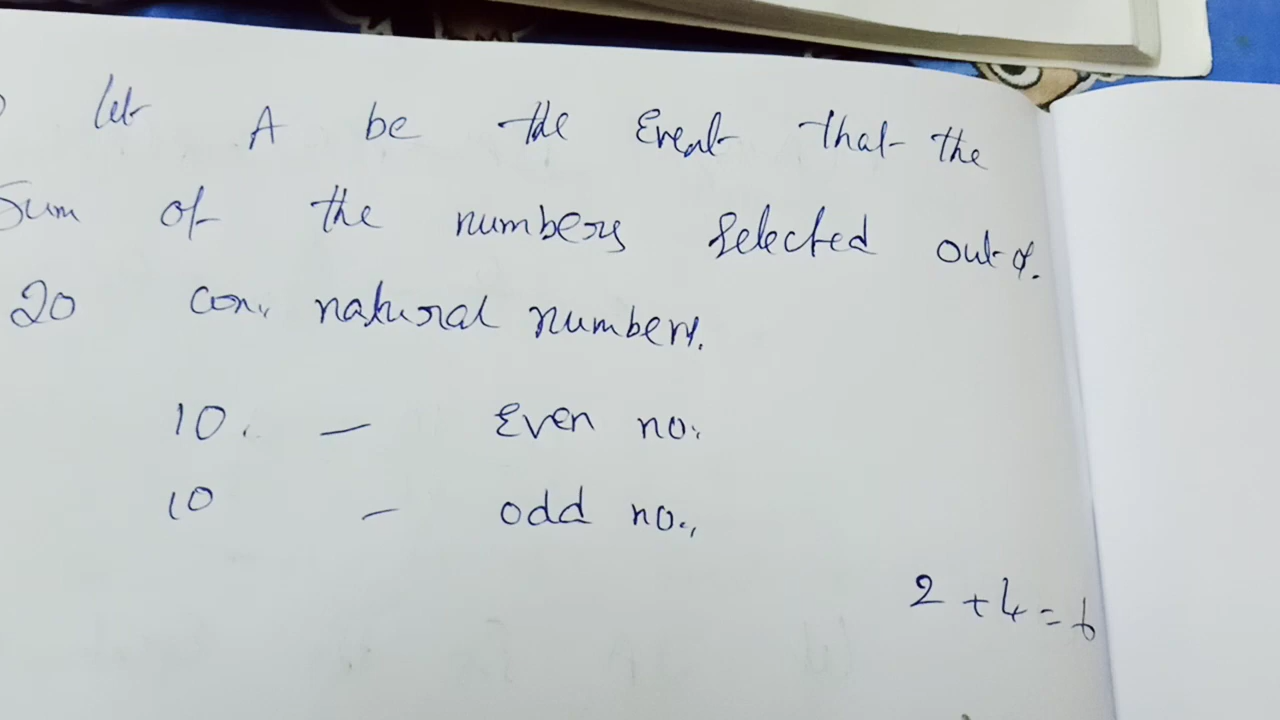 Let A be the Event that the
Sum of the numbers selected out of.
20 con., natural numbers.
10. — Even no.
10 — odd no.,
2 + 4 = 6